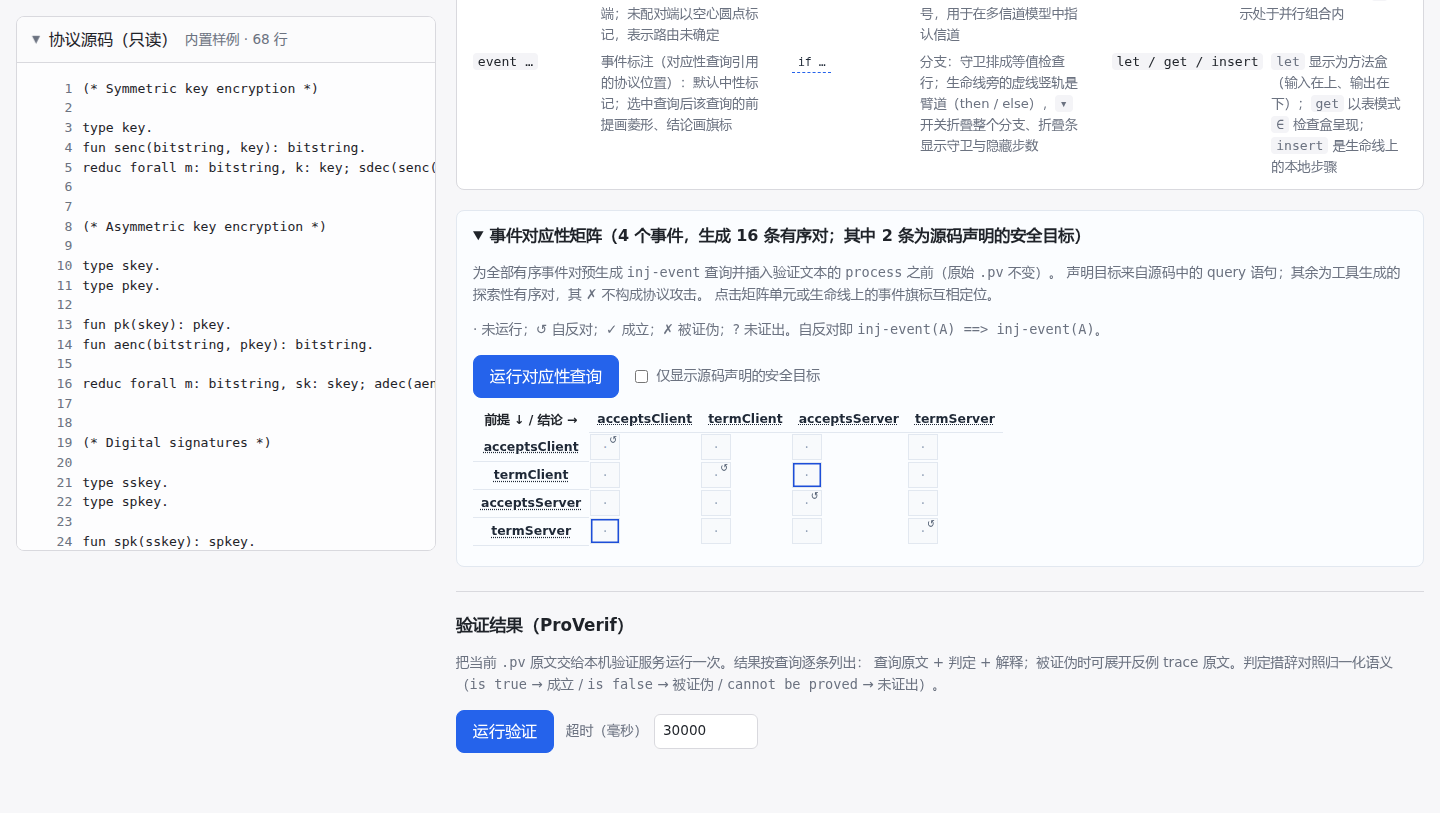 ▼ 协议源码（只读） 内置样例 · 68 行
1 (* Symmetric key encryption *)
2
3 type key.
4 fun senc(bitstring, key): bitstring.
5 reduc forall m: bitstring, k: key; sdec(senc(
6
7
8 (* Asymmetric key encryption *)
9
10 type skey.
11 type pkey.
12
13 fun pk(skey): pkey.
14 fun aenc(bitstring, pkey): bitstring.
15
16 reduc forall m: bitstring, sk: skey; adec(aen
17
18
19 (* Digital signatures *)
20
21 type sskey.
22 type spkey.
23
24 fun spk(sskey): spkey.
端；未配对端以空心圆点标
记，表示路由未确定
号，用于在多信道模型中指
认信道
示处于并行组合内
event …
事件标注（对应性查询引用
的协议位置）：默认中性标
记；选中查询后该查询的前
提画菱形、结论画旗标
if …
分支：守卫排成等值检查
行；生命线旁的虚线竖轨是
臂道（then / else），▾
开关折叠整个分支、折叠条
显示守卫与隐藏步数
let / get / insert
let 显示为方法盒
（输入在上、输出在
下）；get 以表模式
∈ 检查盒呈现；
insert 是生命线上
的本地步骤
▼ 事件对应性矩阵（4 个事件，生成 16 条有序对；其中 2 条为源码声明的安全目标）
为全部有序事件对预生成 inj-event 查询并插入验证文本的 process 之前（原始 .pv 不变）。 声明目标来自源码中的 query 语句；其余为工具生成的
探索性有序对，其 ✗ 不构成协议攻击。 点击矩阵单元或生命线上的事件旗标互相定位。
· 未运行；↺ 自反对；✓ 成立；✗ 被证伪；? 未证出。自反对即 inj-event(A) ==> inj-event(A)。
运行对应性查询 仅显示源码声明的安全目标
前提 ↓ / 结论 → acceptsClient termClient acceptsServer termServer
acceptsClient · ↺ · · ·
termClient · · ↺ · ·
acceptsServer · · · ↺ ·
termServer · · · · ↺
验证结果（ProVerif）
把当前 .pv 原文交给本机验证服务运行一次。结果按查询逐条列出： 查询原文 + 判定 + 解释；被证伪时可展开反例 trace 原文。判定措辞对照归一化语义
（is true → 成立 / is false → 被证伪 / cannot be proved → 未证出）。
运行验证 超时（毫秒） 30000